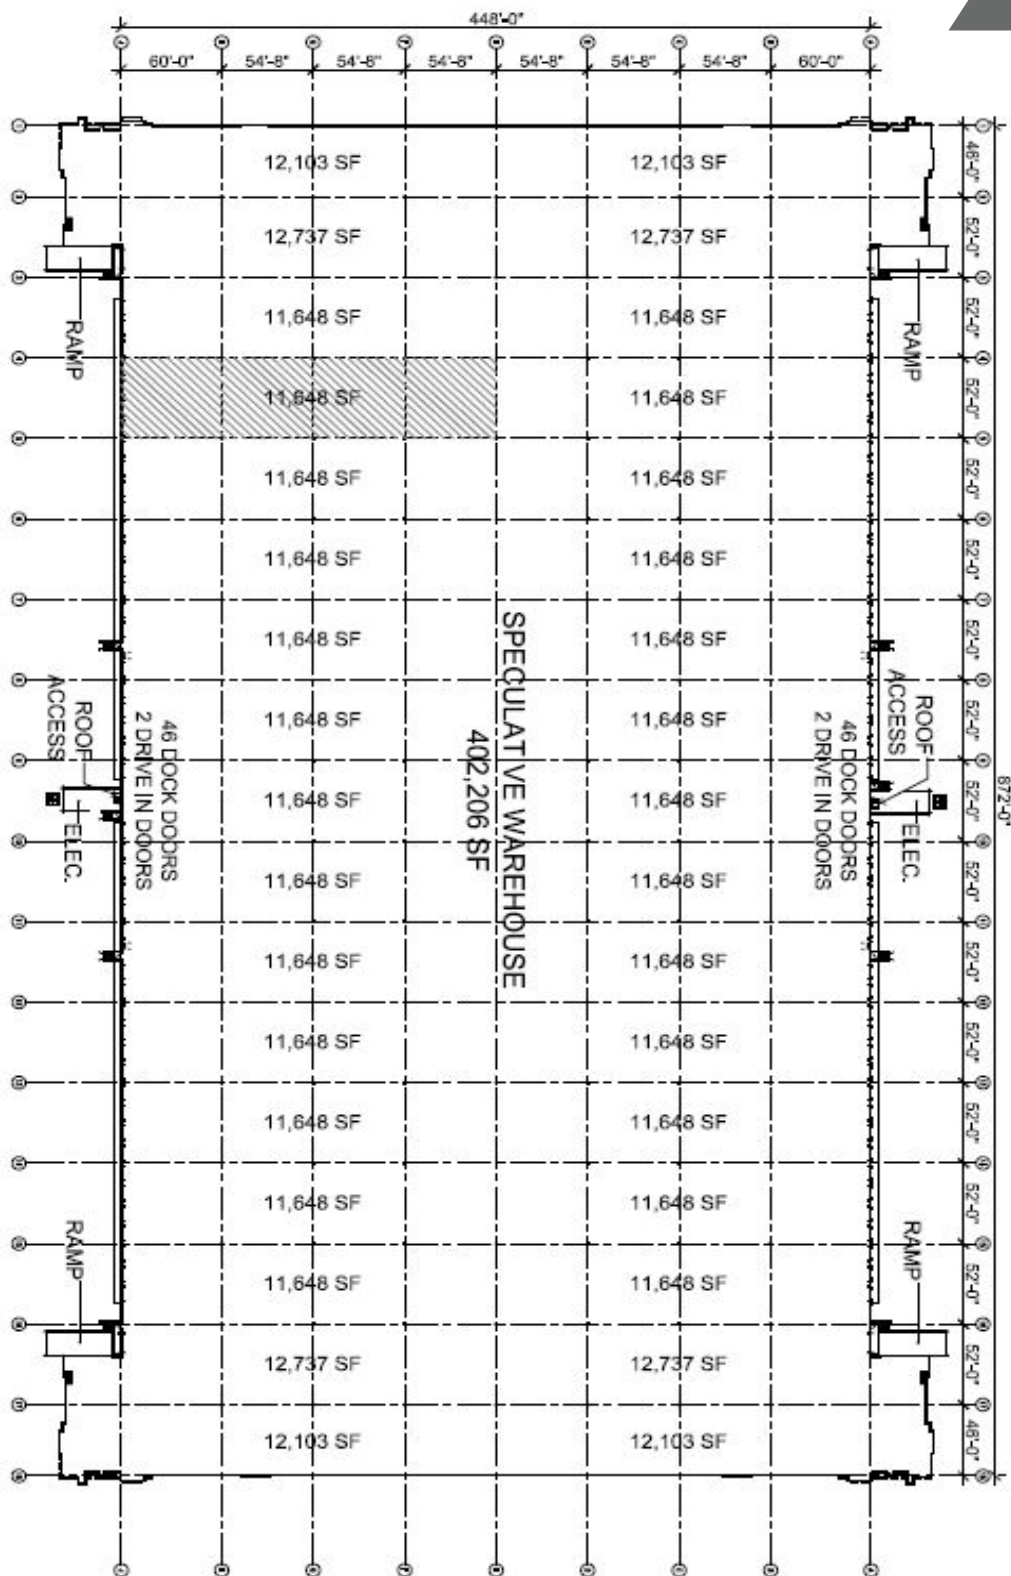 448'-0"
60'-0" 54'-8" 54'-8" 54'-8" 54'-8" 54'-8" 54'-8" 60'-0"
12,103 SF 12,103 SF 46'-0"
12,737 SF 12,737 SF 52'-0"
11,648 SF 11,648 SF 52'-0"
RAMP RAMP
11,648 SF 11,648 SF 52'-0"
11,648 SF 11,648 SF 52'-0"
11,648 SF 11,648 SF 52'-0"
11,648 SF 11,648 SF 52'-0"
11,648 SF 11,648 SF 52'-0"
ROOF
ACCESS
46 DOCK DOORS
2 DRIVE IN DOORS
SPECULATIVE WAREHOUSE
402,206 SF
46 DOCK DOORS
2 DRIVE IN DOORS
ROOF
ACCESS
872'-0"
11,648 SF 11,648 SF 52'-0"
ELEC. ELEC.
11,648 SF 11,648 SF 52'-0"
11,648 SF 11,648 SF 52'-0"
11,648 SF 11,648 SF 52'-0"
11,648 SF 11,648 SF 52'-0"
11,648 SF 11,648 SF 52'-0"
RAMP RAMP
11,648 SF 11,648 SF 52'-0"
12,737 SF 12,737 SF 52'-0"
12,103 SF 12,103 SF 46'-0"